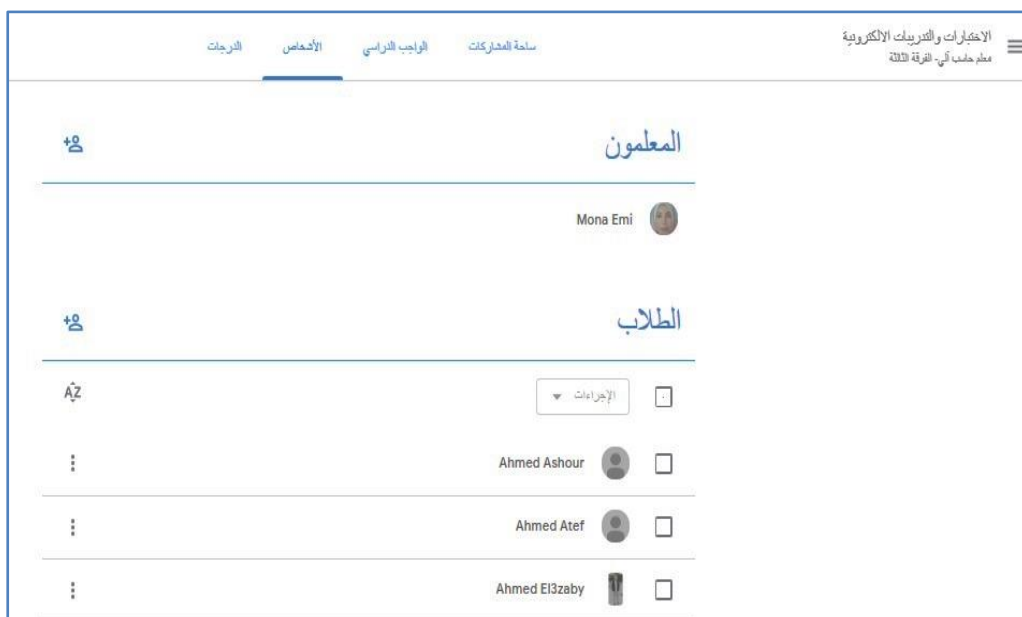 الاختبارات والتدريبات الالكترونية
معلم حاسب آلي- الفرقة الثالثة
ساحة المشاركات
الواجب الدراسي
الأشخاص
الدرجات
المعلمون
Mona Emi
الطلاب
الإجراءات
AZ
Ahmed Ashour
Ahmed Atef
Ahmed El3zaby